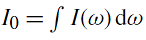 I₀ = ∫ I(ω) dω